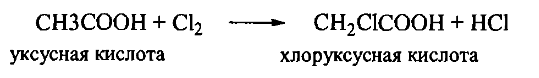 CH3COOH + Cl₂ ⟶ CH₂ClCOOH + HCl
уксусная кислота хлоруксусная кислота